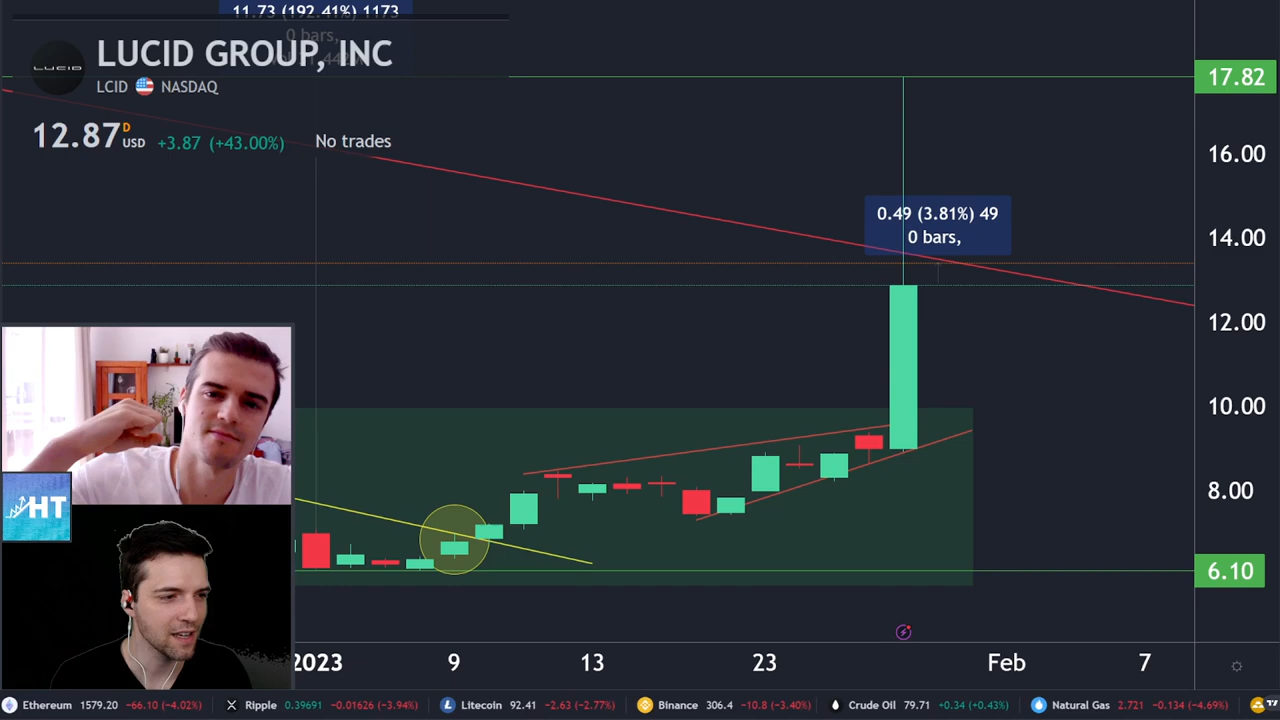 11.73 (192.41%) 1173
0 bars,
LUCID GROUP, INC
LUCID
LCID NASDAQ
12.87 D USD +3.87 (+43.00%) No trades
17.82
16.00
0.49 (3.81%) 49
0 bars,
14.00
12.00
10.00
8.00
HT
6.10
2023 9 13 23 Feb 7
Ethereum 1579.20 -66.10 (-4.02%) Ripple 0.39691 -0.01626 (-3.94%) Litecoin 92.41 -2.63 (-2.77%) Binance 306.4 -10.8 (-3.40%) Crude Oil 79.71 +0.34 (+0.43%) Natural Gas 2.721 -0.134 (-4.69%)